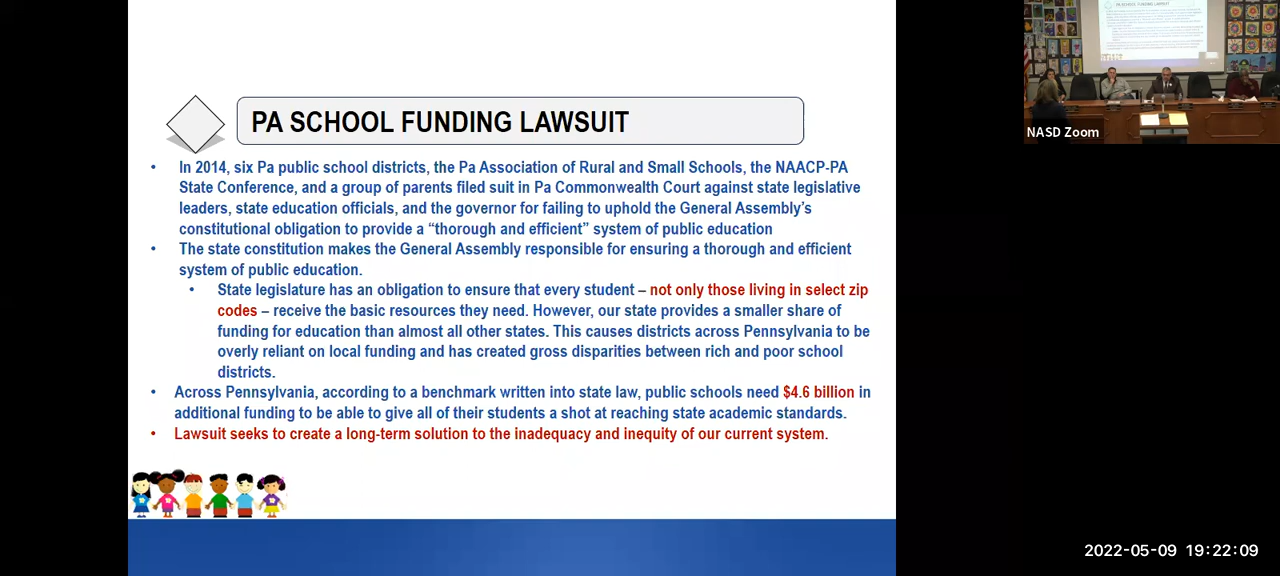 PA SCHOOL FUNDING LAWSUIT
• In 2014, six Pa public school districts, the Pa Association of Rural and Small Schools, the NAACP-PA
State Conference, and a group of parents filed suit in Pa Commonwealth Court against state legislative
leaders, state education officials, and the governor for failing to uphold the General Assembly's
constitutional obligation to provide a “thorough and efficient” system of public education
• The state constitution makes the General Assembly responsible for ensuring a thorough and efficient
system of public education.
• State legislature has an obligation to ensure that every student – not only those living in select zip
codes – receive the basic resources they need. However, our state provides a smaller share of
funding for education than almost all other states. This causes districts across Pennsylvania to be
overly reliant on local funding and has created gross disparities between rich and poor school
districts.
• Across Pennsylvania, according to a benchmark written into state law, public schools need $4.6 billion in
additional funding to be able to give all of their students a shot at reaching state academic standards.
• Lawsuit seeks to create a long-term solution to the inadequacy and inequity of our current system.
PA SCHOOL FUNDING LAWSUIT
NASD Zoom
2022-05-09 19:22:09